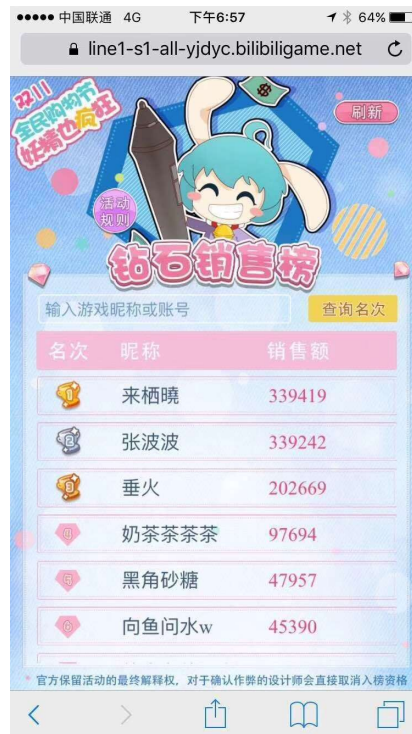 中国联通 4G 下午6:57 64%
line1-s1-all-yjdyc.bilibiligame.net
双11
全民购物节
妖精也疯狂
刷新
活动
规则
钻石销售榜
输入游戏昵称或账号 查询名次
名次 昵称 销售额
1 来栖曉 339419
2 张波波 339242
3 垂火 202669
4 奶茶茶茶茶 97694
5 黑角砂糖 47957
6 向鱼问水w 45390
* 官方保留活动的最终解释权，对于确认作弊的设计师会直接取消入榜资格